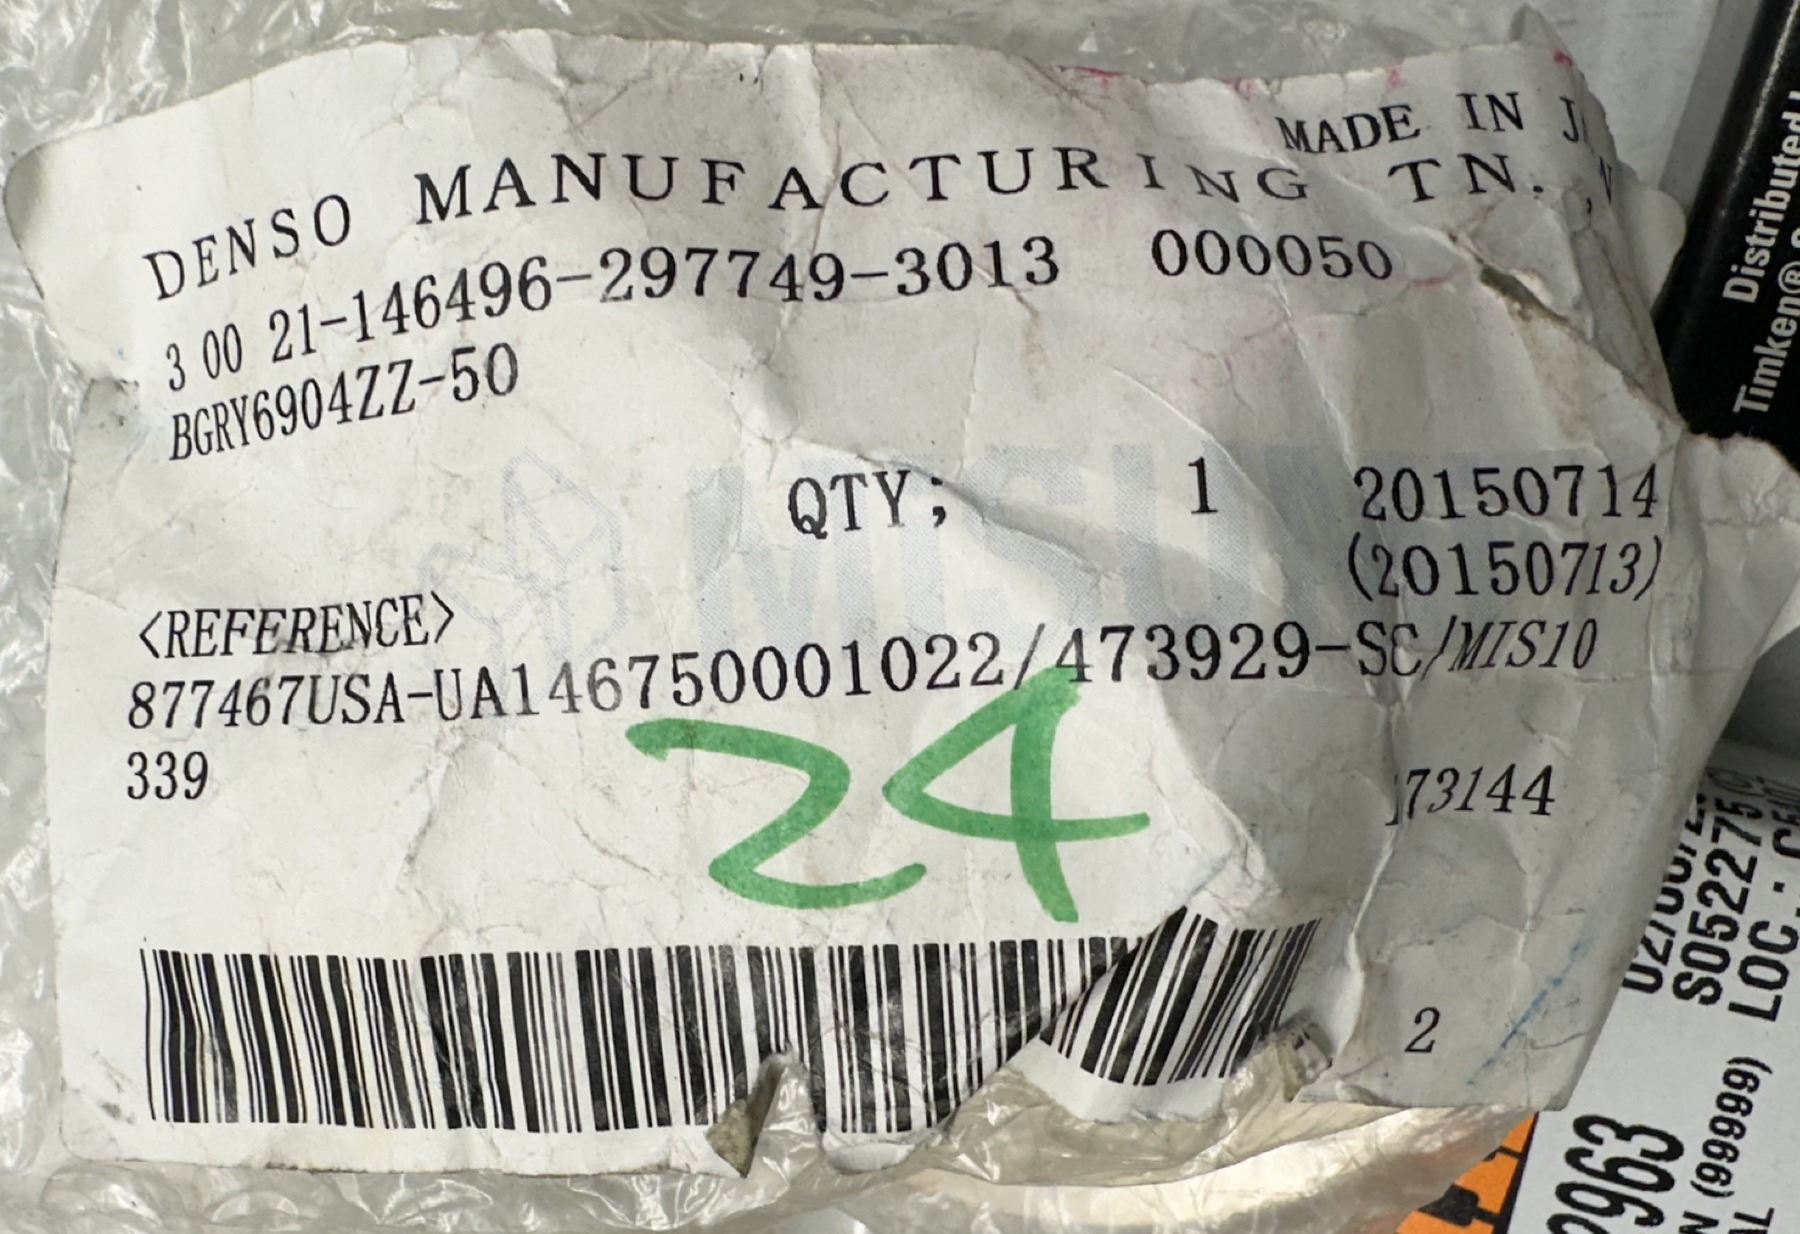 MADE IN
DENSO MANUFACTURING TN.,
3 00 21-146496-297749-3013 000050
BGRY6904ZZ-50
QTY; 1 20150714
(20150713)
<REFERENCE>
877467USA-UA146750001022/473929-SC/MIS10
339
73144
24
2
Distributed
Timken®
S0522275
LOC.:
2963
(99999)